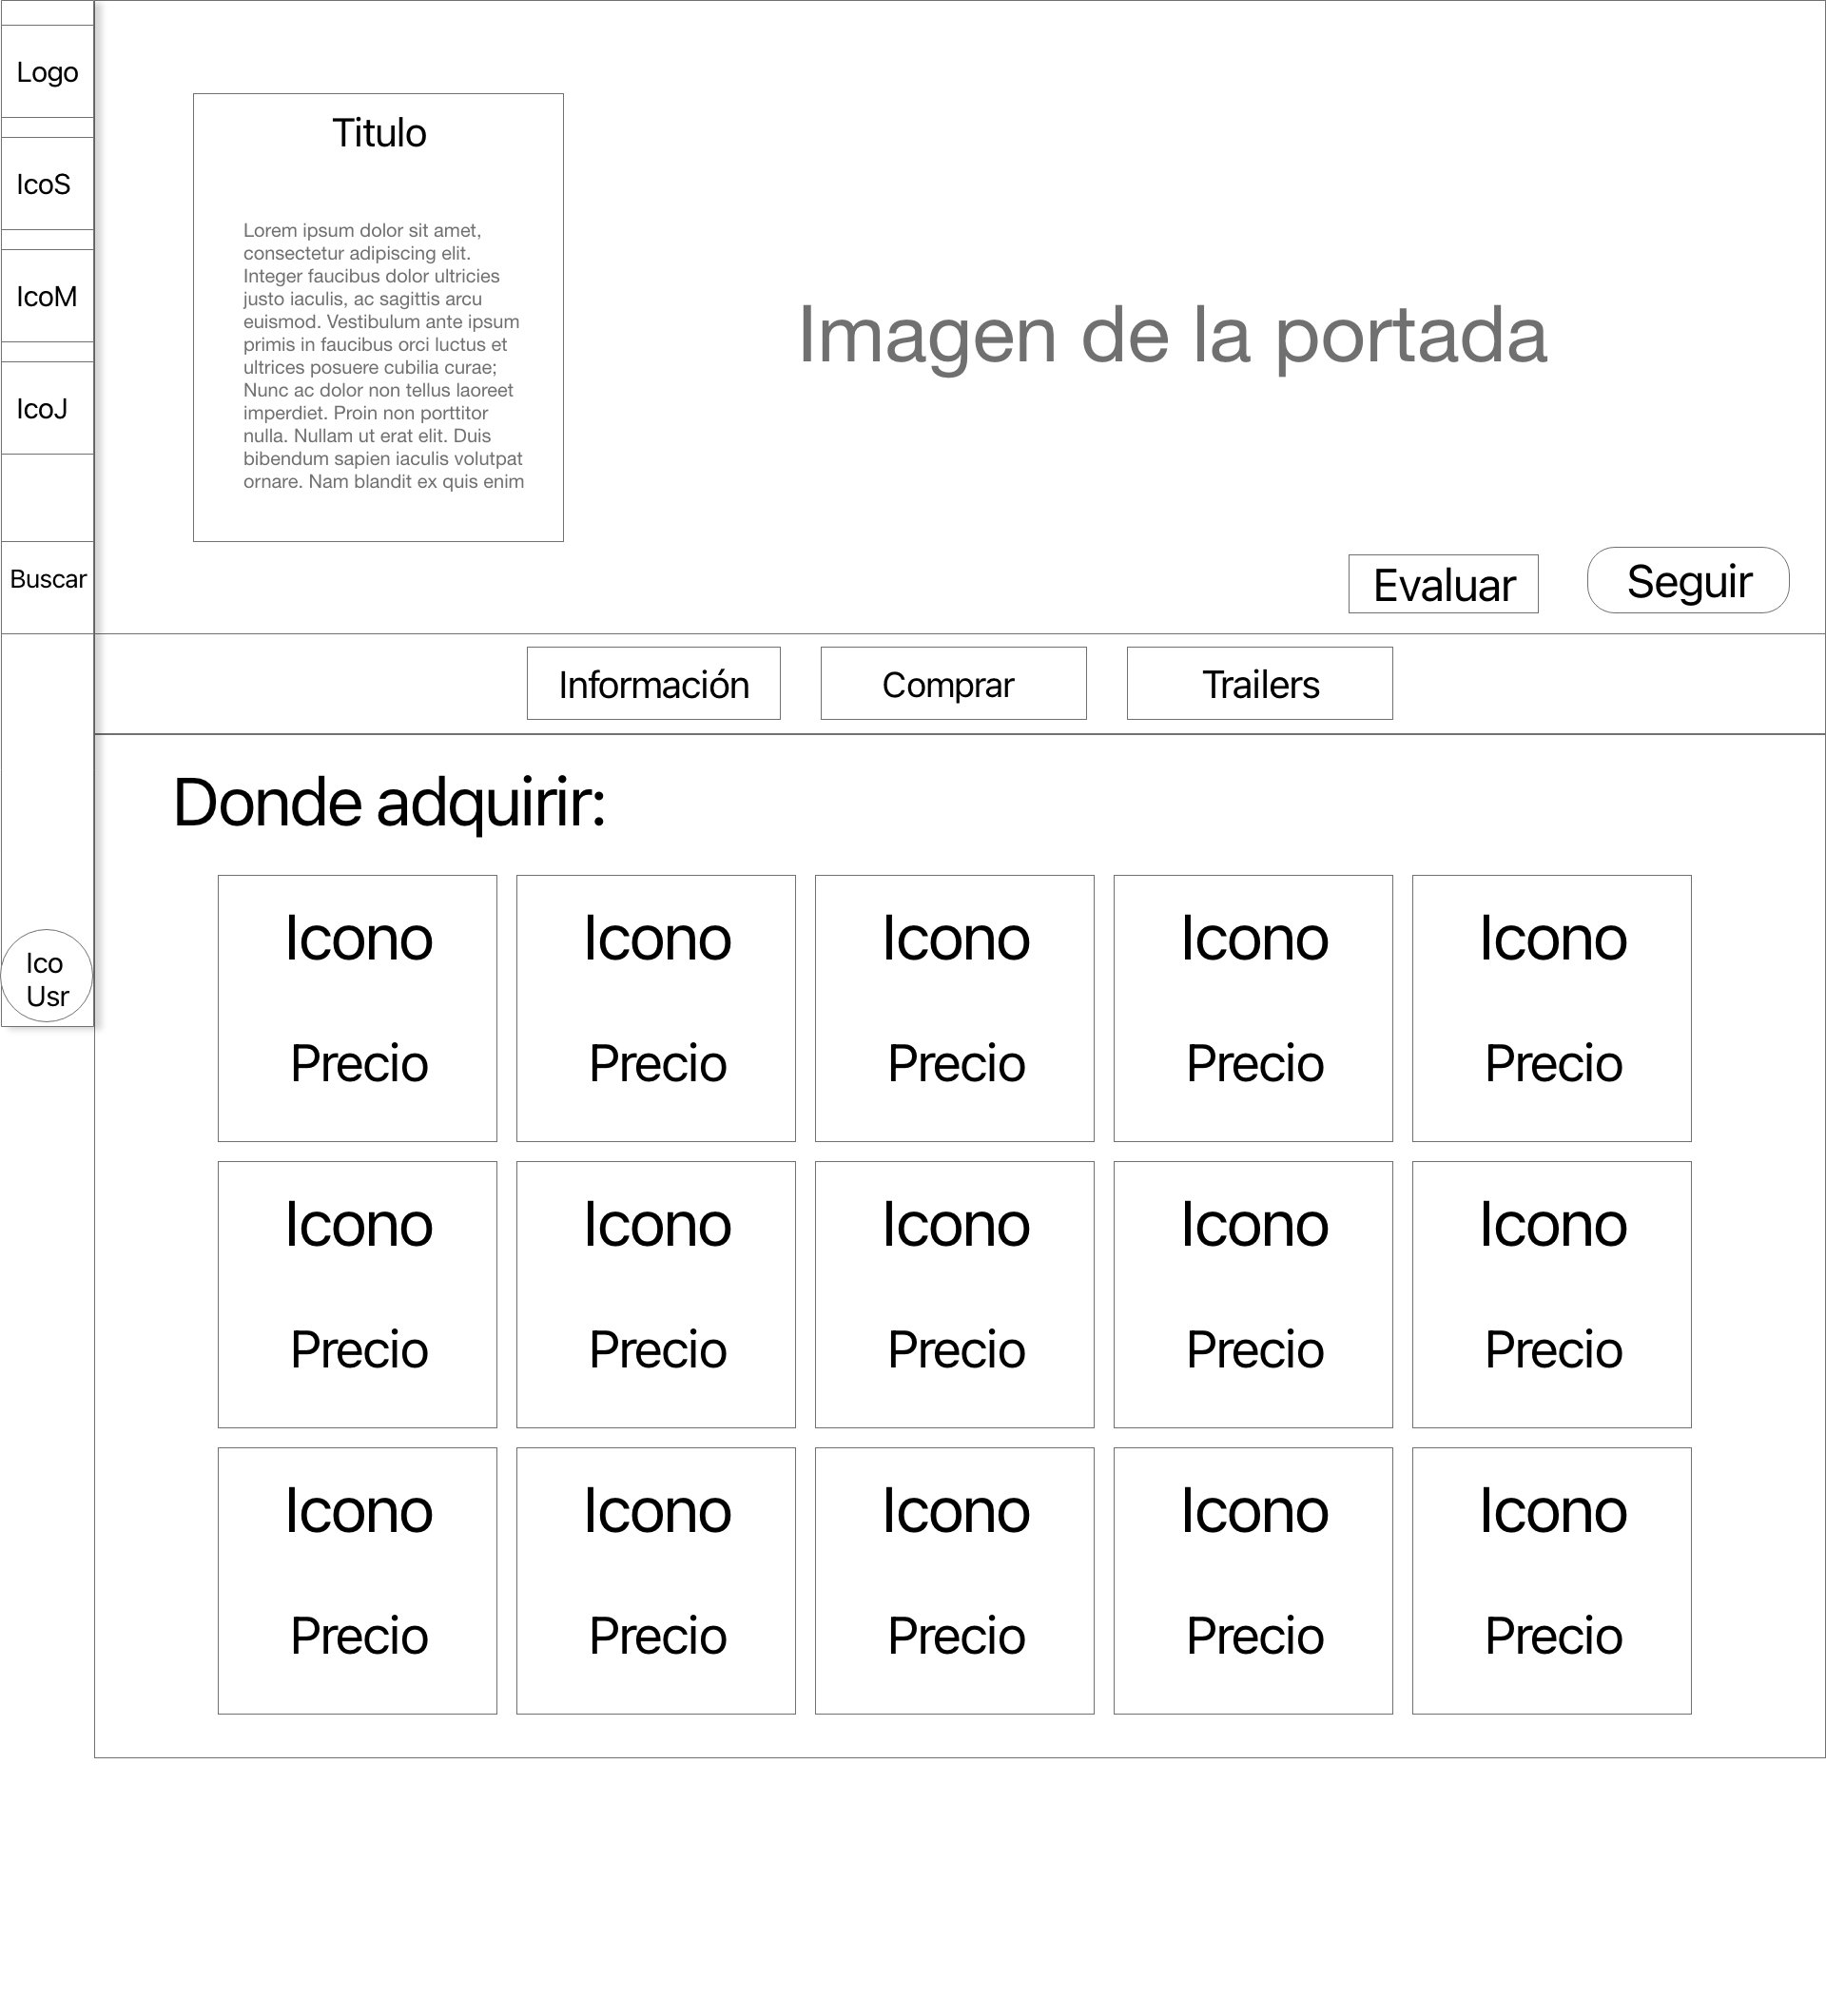 Logo
IcoS
IcoM
IcoJ
Buscar
Ico
Usr
Titulo
Lorem ipsum dolor sit amet,
consectetur adipiscing elit.
Integer faucibus dolor ultricies
justo iaculis, ac sagittis arcu
euismod. Vestibulum ante ipsum
primis in faucibus orci luctus et
ultrices posuere cubilia curae;
Nunc ac dolor non tellus laoreet
imperdiet. Proin non porttitor
nulla. Nullam ut erat elit. Duis
bibendum sapien iaculis volutpat
ornare. Nam blandit ex quis enim
Imagen de la portada
Evaluar Seguir
Información Comprar Trailers
Donde adquirir:
Icono Icono Icono Icono Icono
Precio Precio Precio Precio Precio
Icono Icono Icono Icono Icono
Precio Precio Precio Precio Precio
Icono Icono Icono Icono Icono
Precio Precio Precio Precio Precio